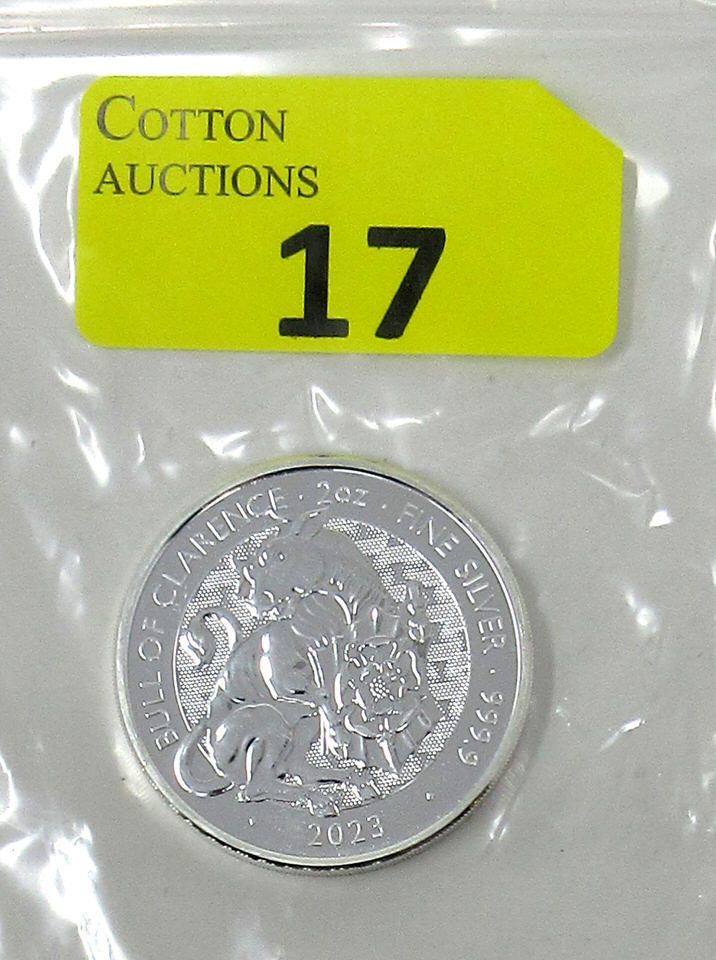 COTTON
AUCTIONS
17
BULL OF CLARENCE · 2oz · FINE SILVER · 999.9
2023